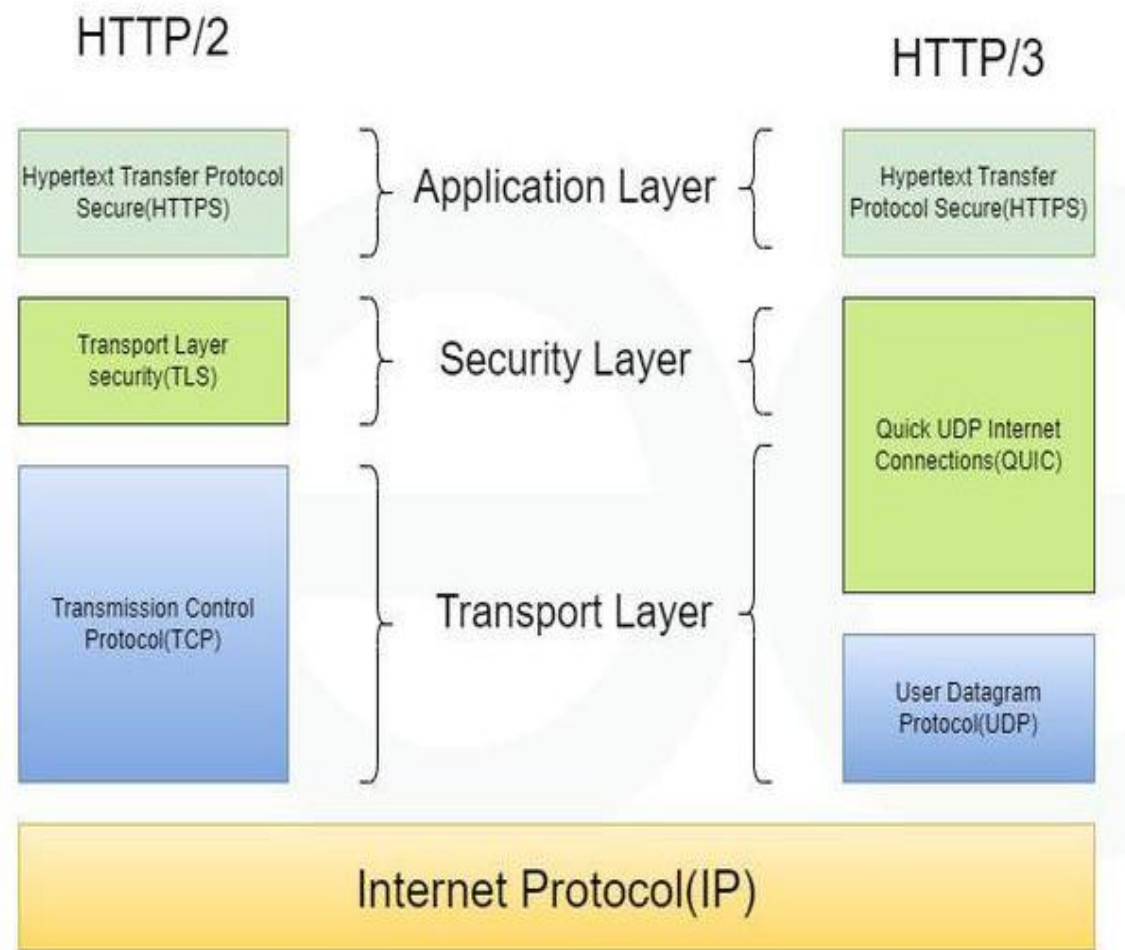 HTTP/2
HTTP/3
Hypertext Transfer Protocol
Secure(HTTPS)
Application Layer
Hypertext Transfer
Protocol Secure(HTTPS)
Transport Layer
security(TLS)
Security Layer
Quick UDP Internet
Connections(QUIC)
Transmission Control
Protocol(TCP)
Transport Layer
User Datagram
Protocol(UDP)
Internet Protocol(IP)